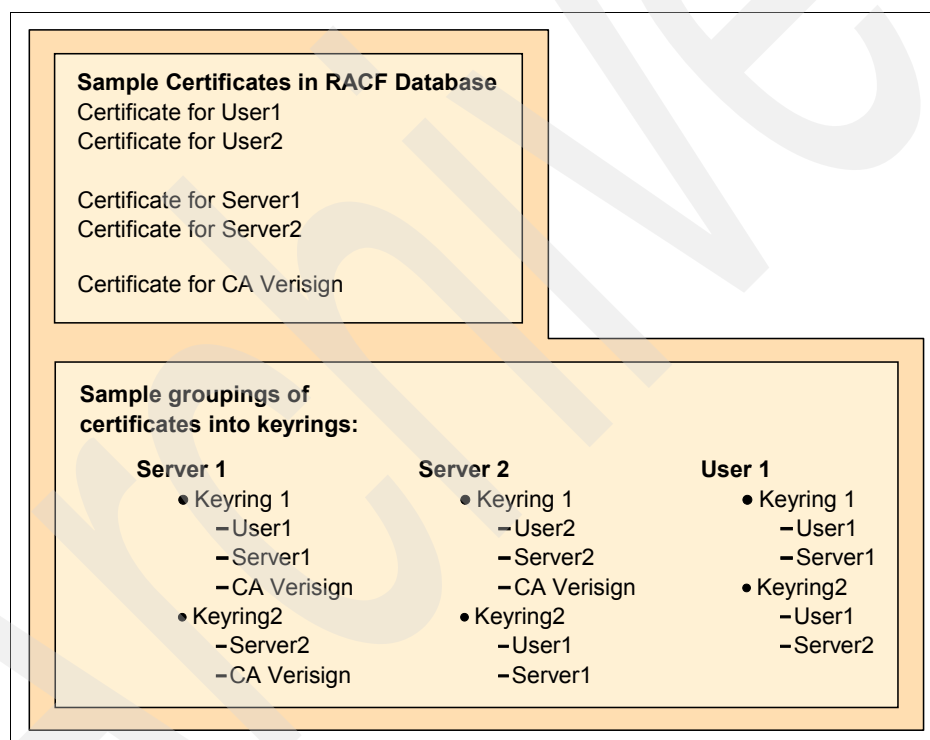 Sample Certificates in RACF Database
Certificate for User1
Certificate for User2
Certificate for Server1
Certificate for Server2
Certificate for CA Verisign
Sample groupings of
certificates into keyrings:
Server 1
• Keyring 1
–User1
–Server1
–CA Verisign
• Keyring2
–Server2
–CA Verisign
Server 2
• Keyring 1
–User2
–Server2
–CA Verisign
• Keyring2
–User1
–Server1
User 1
• Keyring 1
–User1
–Server1
• Keyring2
–User1
–Server2